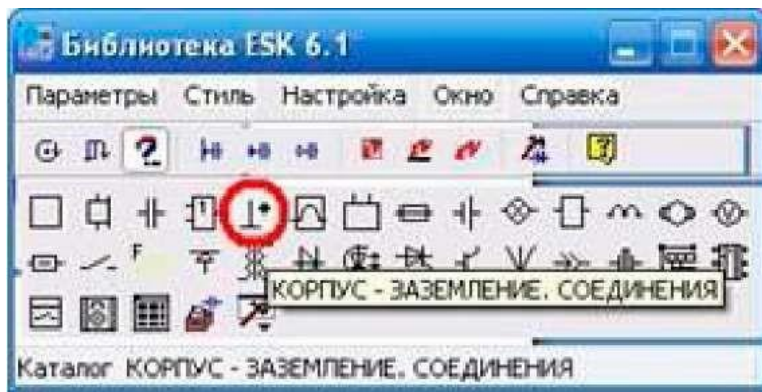 Библиотека ESK 6.1
Параметры Стиль Настройка Окно Справка
F
КОРПУС - ЗАЗЕМЛЕНИЕ. СОЕДИНЕНИЯ
Каталог КОРПУС - ЗАЗЕМЛЕНИЕ. СОЕДИНЕНИЯ